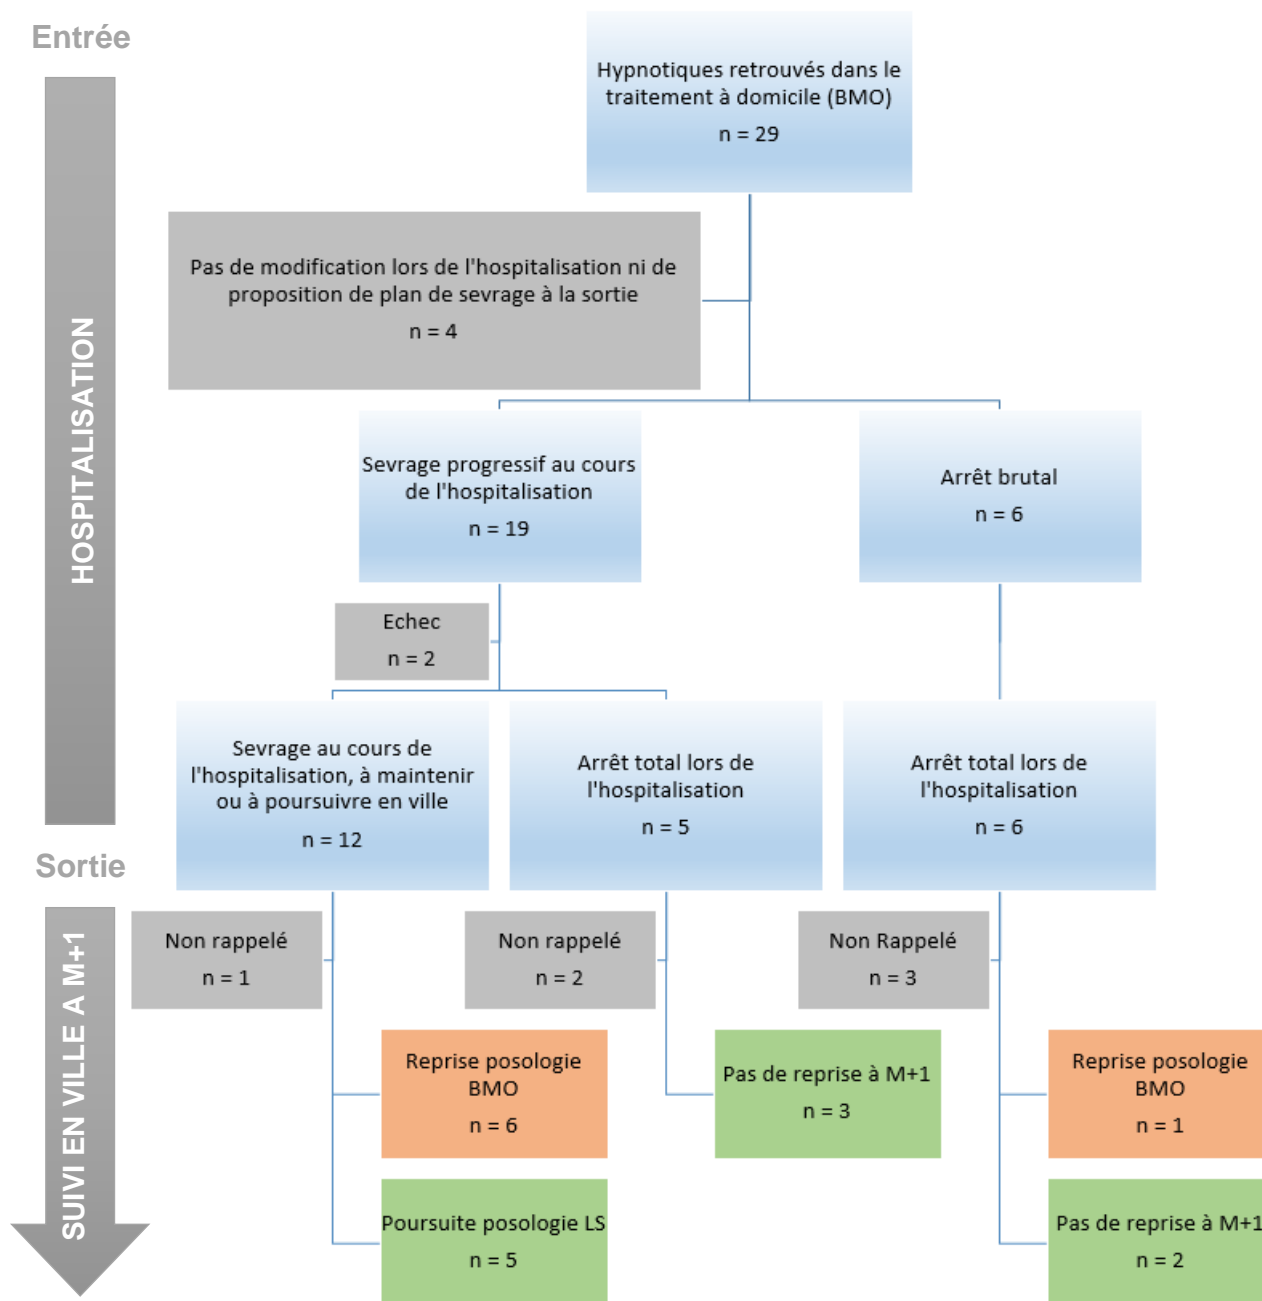 Entrée
Hypnotiques retrouvés dans le
traitement à domicile (BMO)
n = 29
Pas de modification lors de l'hospitalisation ni de
proposition de plan de sevrage à la sortie
n = 4
HOSPITALISATION
Sevrage progressif au cours
de l'hospitalisation
n = 19
Arrêt brutal
n = 6
Echec
n = 2
Sevrage au cours de
l'hospitalisation, à maintenir
ou à poursuivre en ville
n = 12
Arrêt total lors de
l'hospitalisation
n = 5
Arrêt total lors de
l'hospitalisation
n = 6
Sortie
SUIVI EN VILLE A M+1
Non rappelé
n = 1
Non rappelé
n = 2
Non Rappelé
n = 3
Reprise posologie
BMO
n = 6
Pas de reprise à M+1
n = 3
Reprise posologie
BMO
n = 1
Poursuite posologie LS
n = 5
Pas de reprise à M+1
n = 2